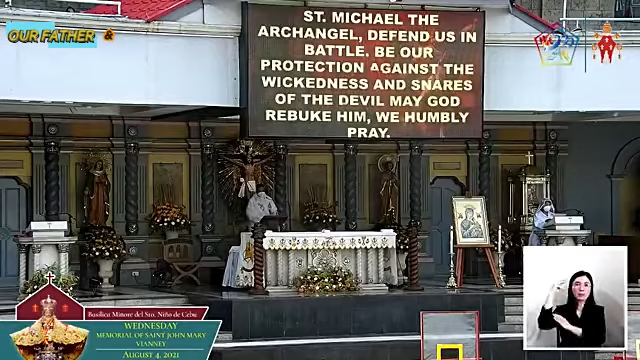 OUR FATHER &
ST. MICHAEL THE
ARCHANGEL, DEFEND US IN
BATTLE. BE OUR
PROTECTION AGAINST THE
WICKEDNESS AND SNARES
OF THE DEVIL MAY GOD
REBUKE HIM, WE HUMBLY
PRAY.
Basilica Minore del Sto. Niño de Cebu
WEDNESDAY
MEMORIAL OF SAINT JOHN MARY
VIANNEY
AUGUST 4, 2021